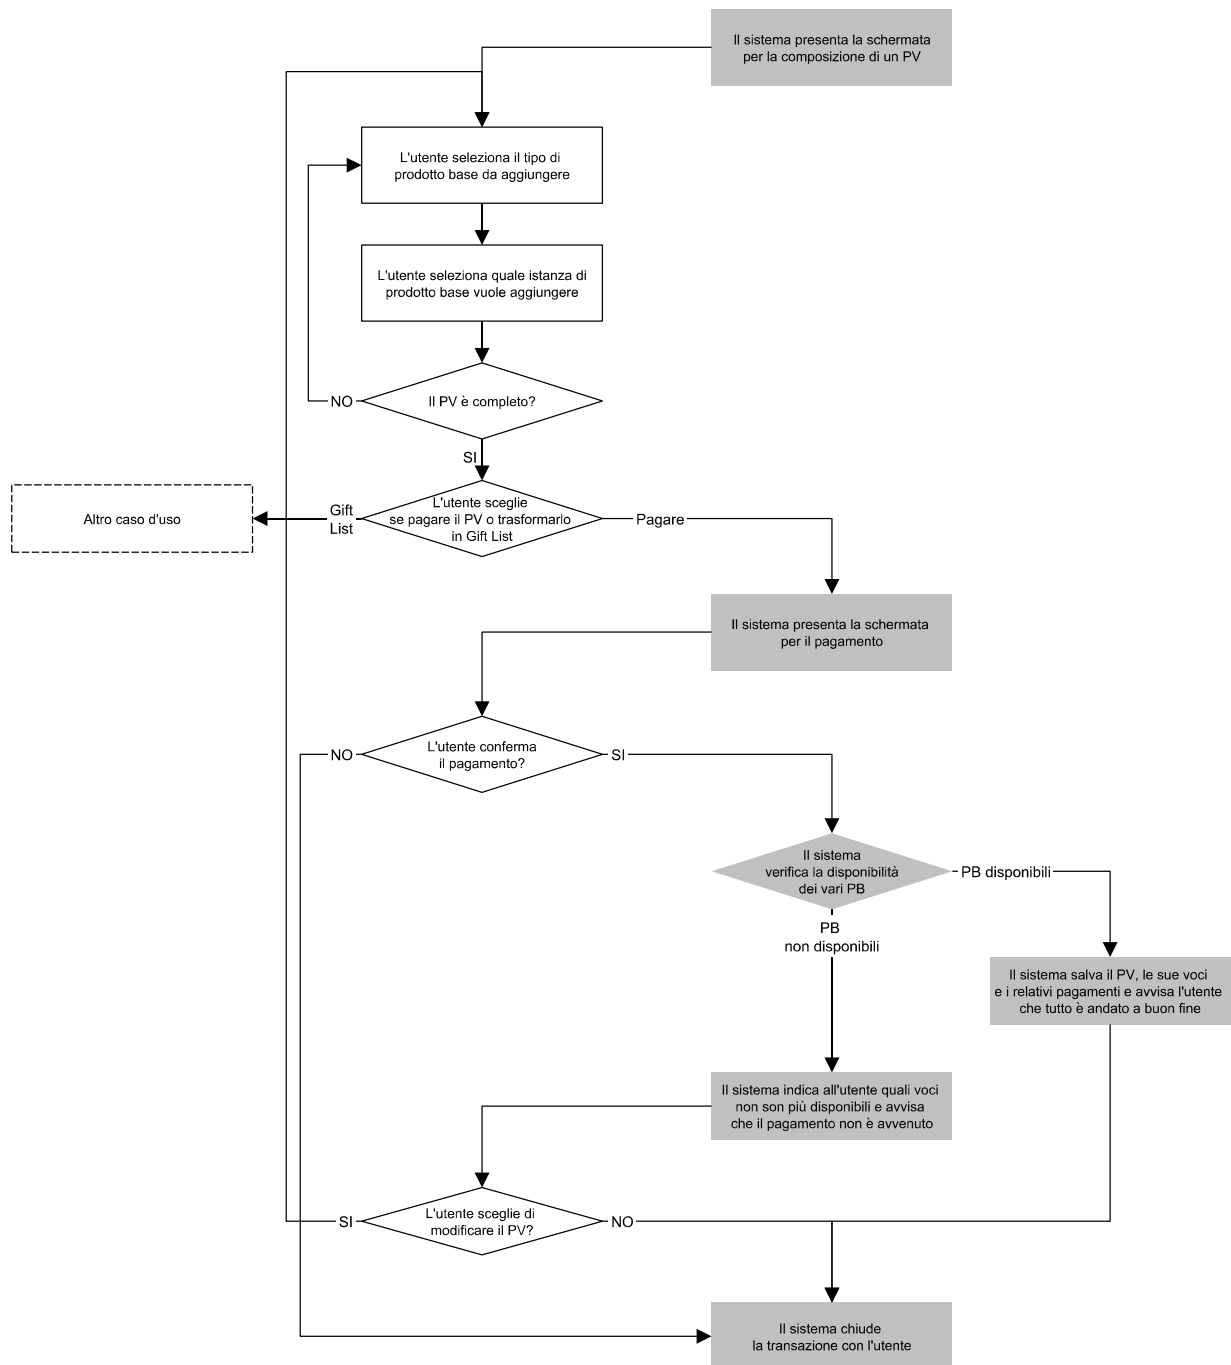 Il sistema presenta la schermata
per la composizione di un PV
L'utente seleziona il tipo di
prodotto base da aggiungere
L'utente seleziona quale istanza di
prodotto base vuole aggiungere
Il PV è completo?
NO
SI
L'utente sceglie
se pagare il PV o trasformarlo
in Gift List
Gift
List
Altro caso d'uso
Pagare
Il sistema presenta la schermata
per il pagamento
L'utente conferma
il pagamento?
NO
SI
Il sistema
verifica la disponibilità
dei vari PB
PB disponibili
PB
non disponibili
Il sistema salva il PV, le sue voci
e i relativi pagamenti e avvisa l'utente
che tutto è andato a buon fine
Il sistema indica all'utente quali voci
non son più disponibili e avvisa
che il pagamento non è avvenuto
L'utente sceglie di
modificare il PV?
SI
NO
Il sistema chiude
la transazione con l'utente